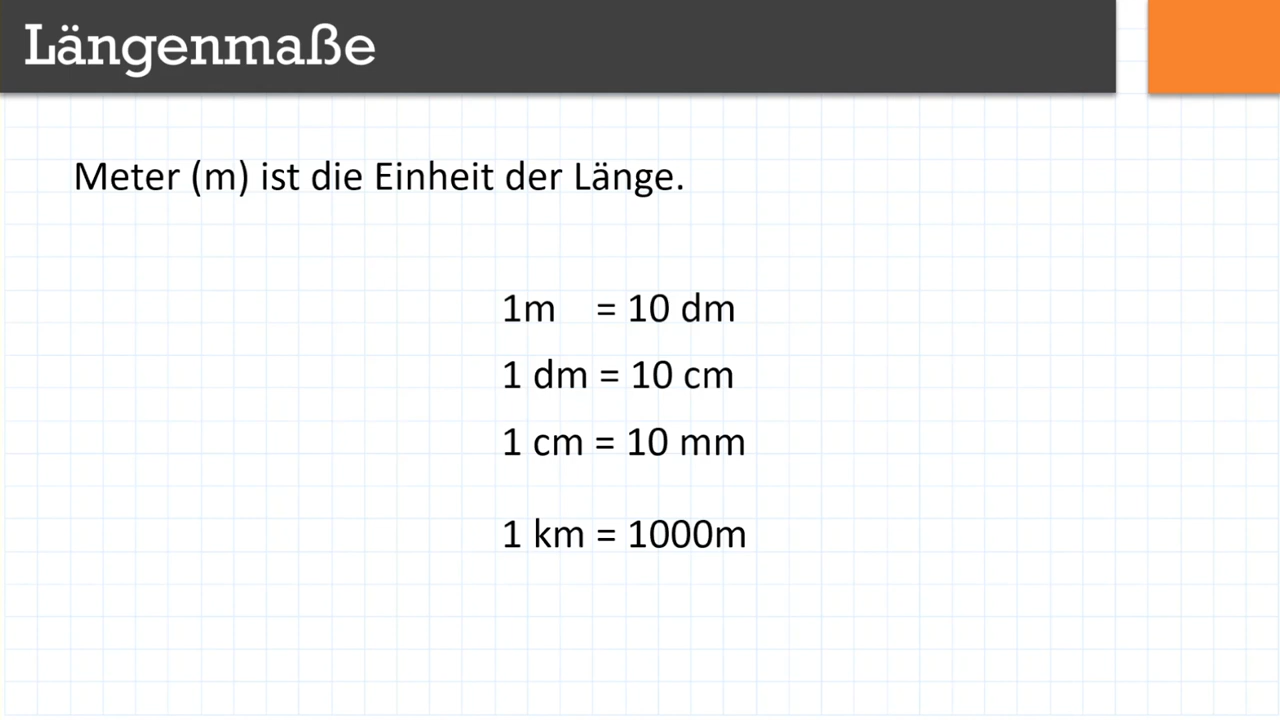 Längenmaße
Meter (m) ist die Einheit der Länge.
1m = 10 dm
1 dm = 10 cm
1 cm = 10 mm
1 km = 1000m